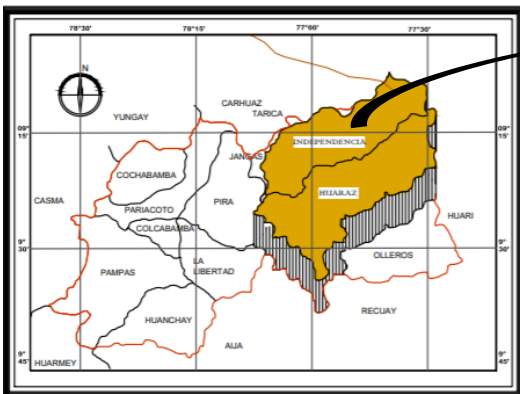 78°30'
79°15'
77°00'
77°30'
N
CARHUAZ
TARICA
YUNGAY
09°
15'
09°
15'
INDEPENDENCIA
JANGAS
COCHABAMBA
HUARAZ
CASMA
PIRA
PARIACOTO
HUARI
COLCABAMBA
9°
30'
9°
30'
OLLEROS
LA
LIBERTAD
PAMPAS
RECUAY
HUANCHAY
AIJA
9°
45'
9°
45'
HUARMEY